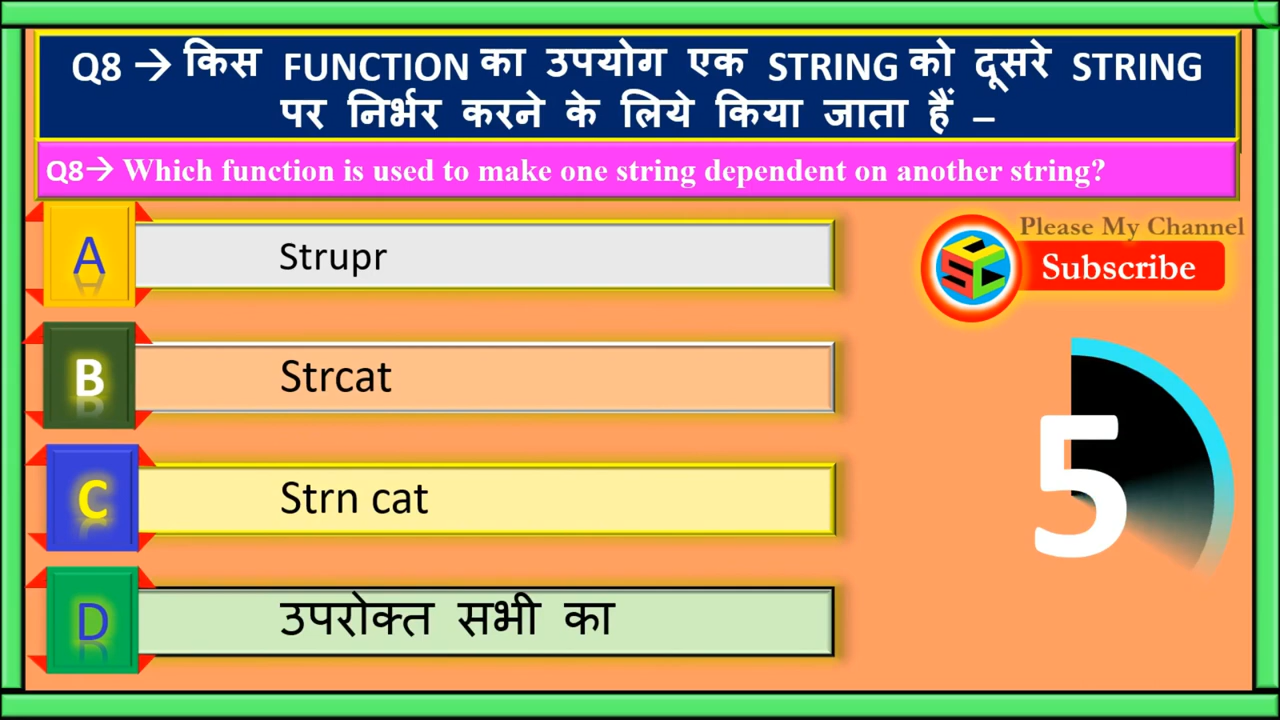 Q8 → किस FUNCTION का उपयोग एक STRING को दूसरे STRING
पर निर्भर करने के लिये किया जाता हैं –
Q8→ Which function is used to make one string dependent on another string?
A
Strupr
B
Strcat
C
Strn cat
D
उपरोक्त सभी का
Please My Channel
Subscribe
5